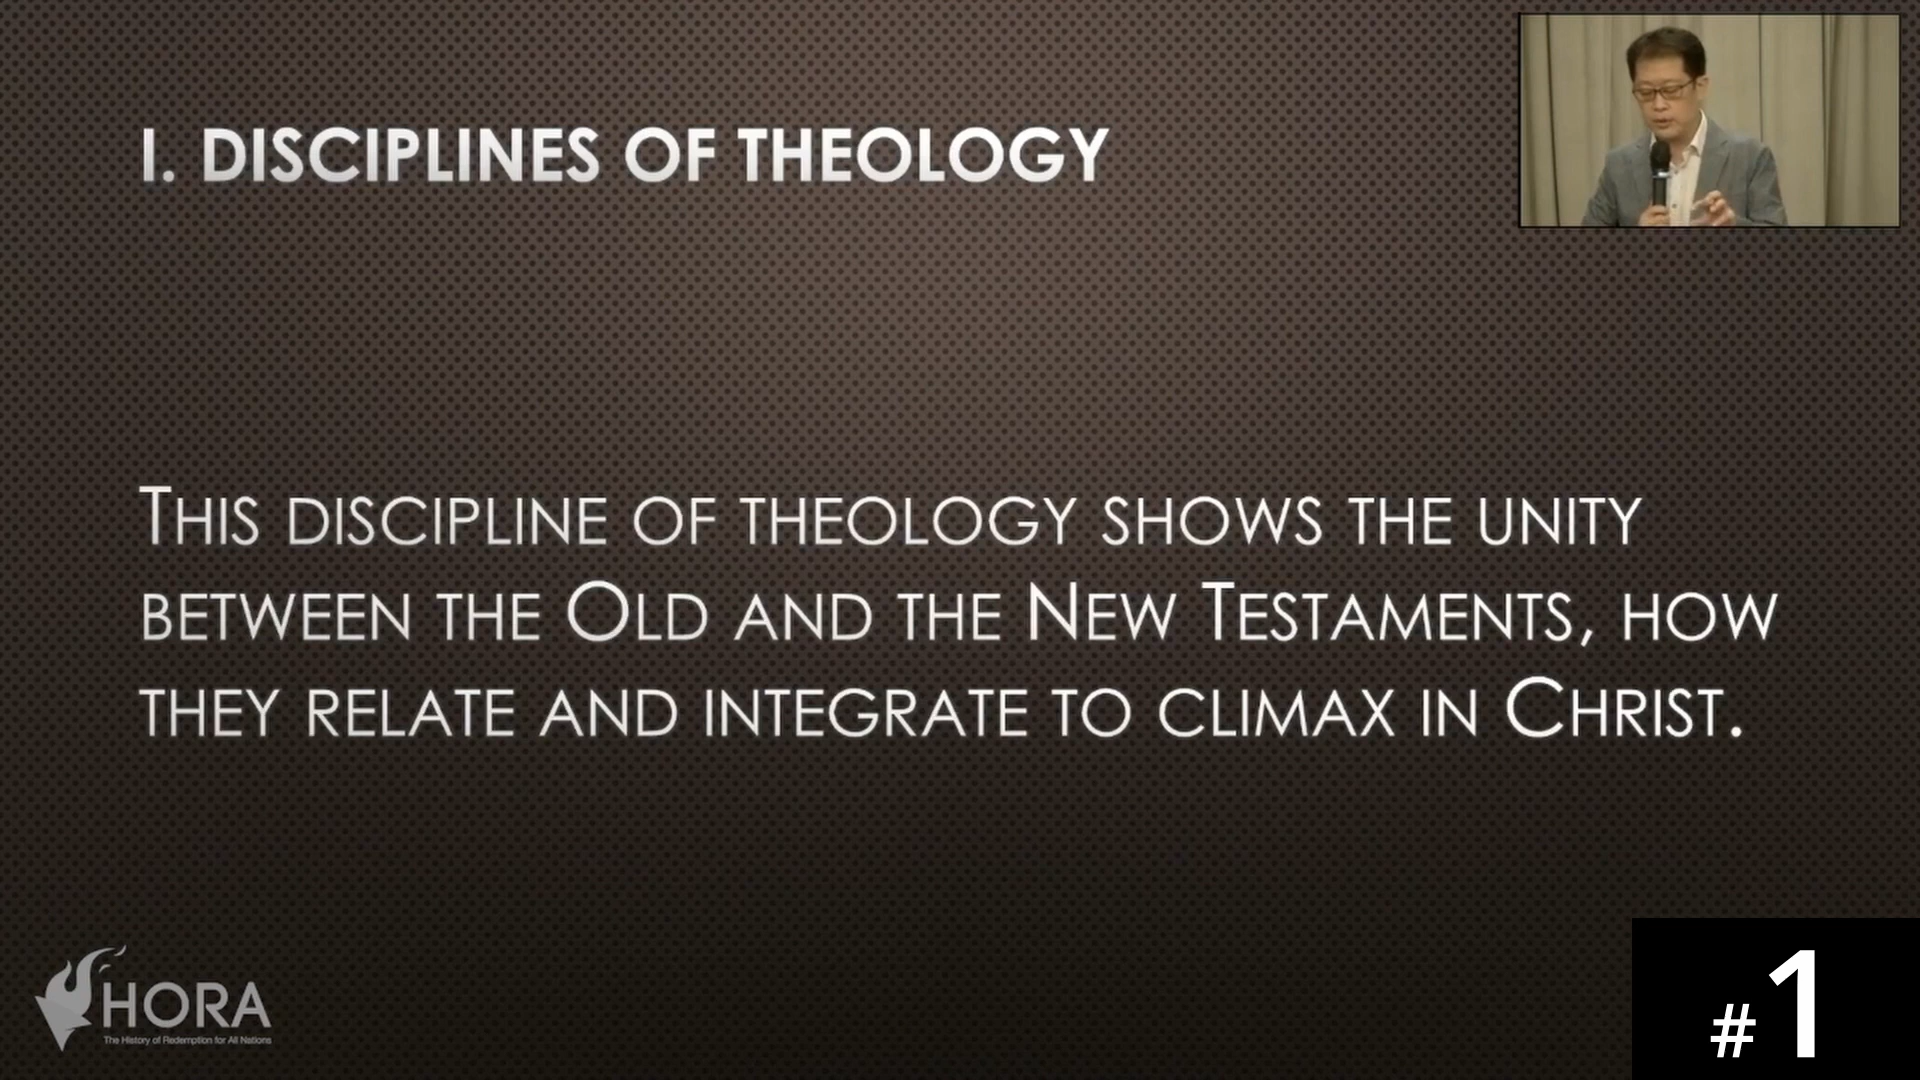 I. DISCIPLINES OF THEOLOGY
THIS DISCIPLINE OF THEOLOGY SHOWS THE UNITY
BETWEEN THE OLD AND THE NEW TESTAMENTS, HOW
THEY RELATE AND INTEGRATE TO CLIMAX IN CHRIST.
HORA
The History of Redemption for All Nations
#1